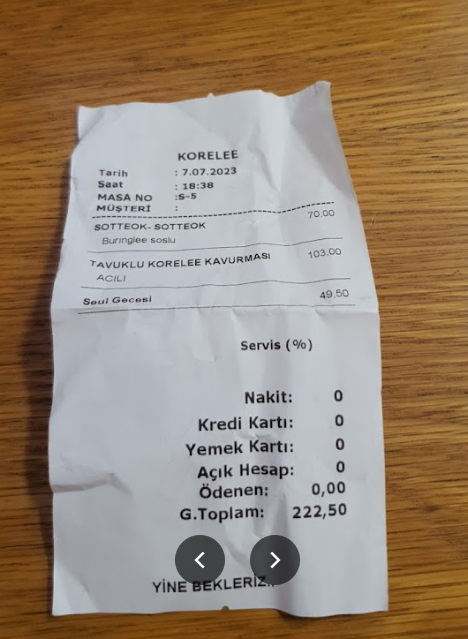 KORELEE
Tarih : 7.07.2023
Saat : 18:38
MASA NO :S-5
MÜŞTERİ :
SOTTEOK- SOTTEOK 70.00
Buringlee soslu
TAVUKLU KORELEE KAVURMASI 103.00
ACILI
Seul Gecesi 49.50
Servis (%)
Nakit: 0
Kredi Kartı: 0
Yemek Kartı: 0
Açık Hesap: 0
Ödenen: 0,00
G.Toplam: 222,50
YİNE BEKLERİZ..